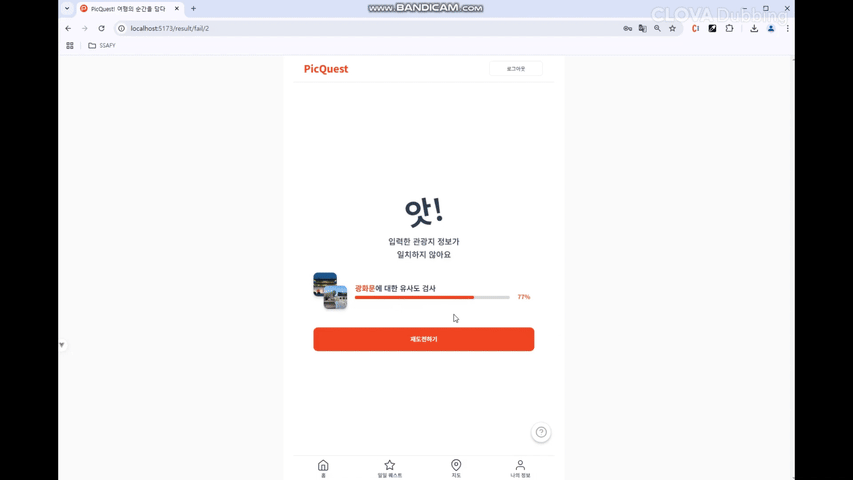 www.BANDICAM.com
CLOVA Dubbing
PicQuest! 여행의 순간을 담다
localhost:5173/result/fail/2
SSAFY
PicQuest
로그아웃
앗!
입력한 관광지 정보가
일치하지 않아요
광화문에 대한 유사도 검사
77%
재도전하기
홈
일일 퀘스트
지도
나의 정보